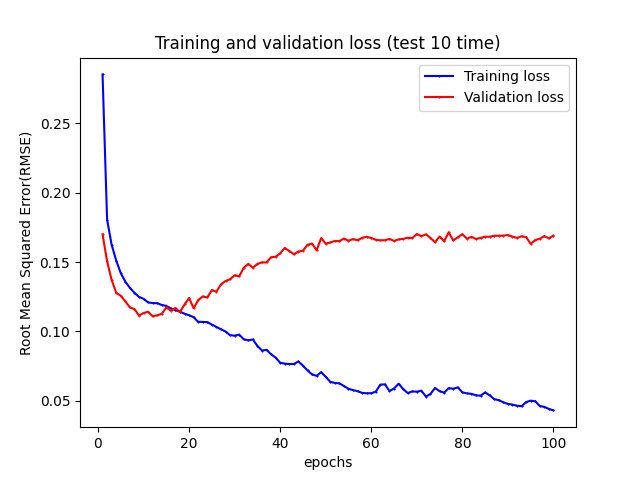 Training and validation loss (test 10 time)
Training loss
Validation loss
Root Mean Squared Error(RMSE)
0.25
0.20
0.15
0.10
0.05
0 20 40 60 80 100
epochs